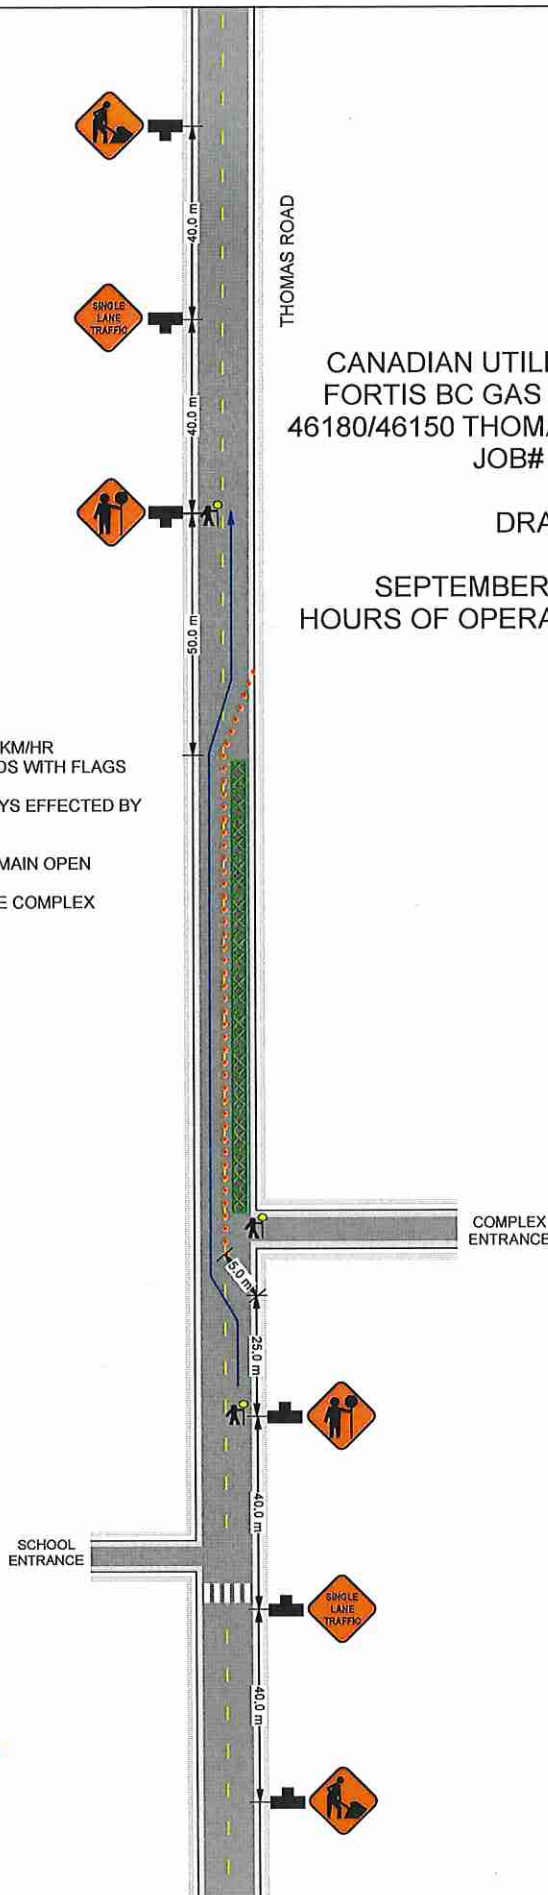 40.0 m
THOMAS ROAD
SINGLE
LANE
TRAFFIC
40.0 m
CANADIAN UTILI
FORTIS BC GAS
46180/46150 THOMA
JOB#
DRA
SEPTEMBER
HOURS OF OPERA
50.0 m
KM/HR
DS WITH FLAGS
YS EFFECTED BY
MAIN OPEN
E COMPLEX
COMPLEX
ENTRANCE
5.0 m
25.0 m
40.0 m
SCHOOL
ENTRANCE
SINGLE
LANE
TRAFFIC
40.0 m